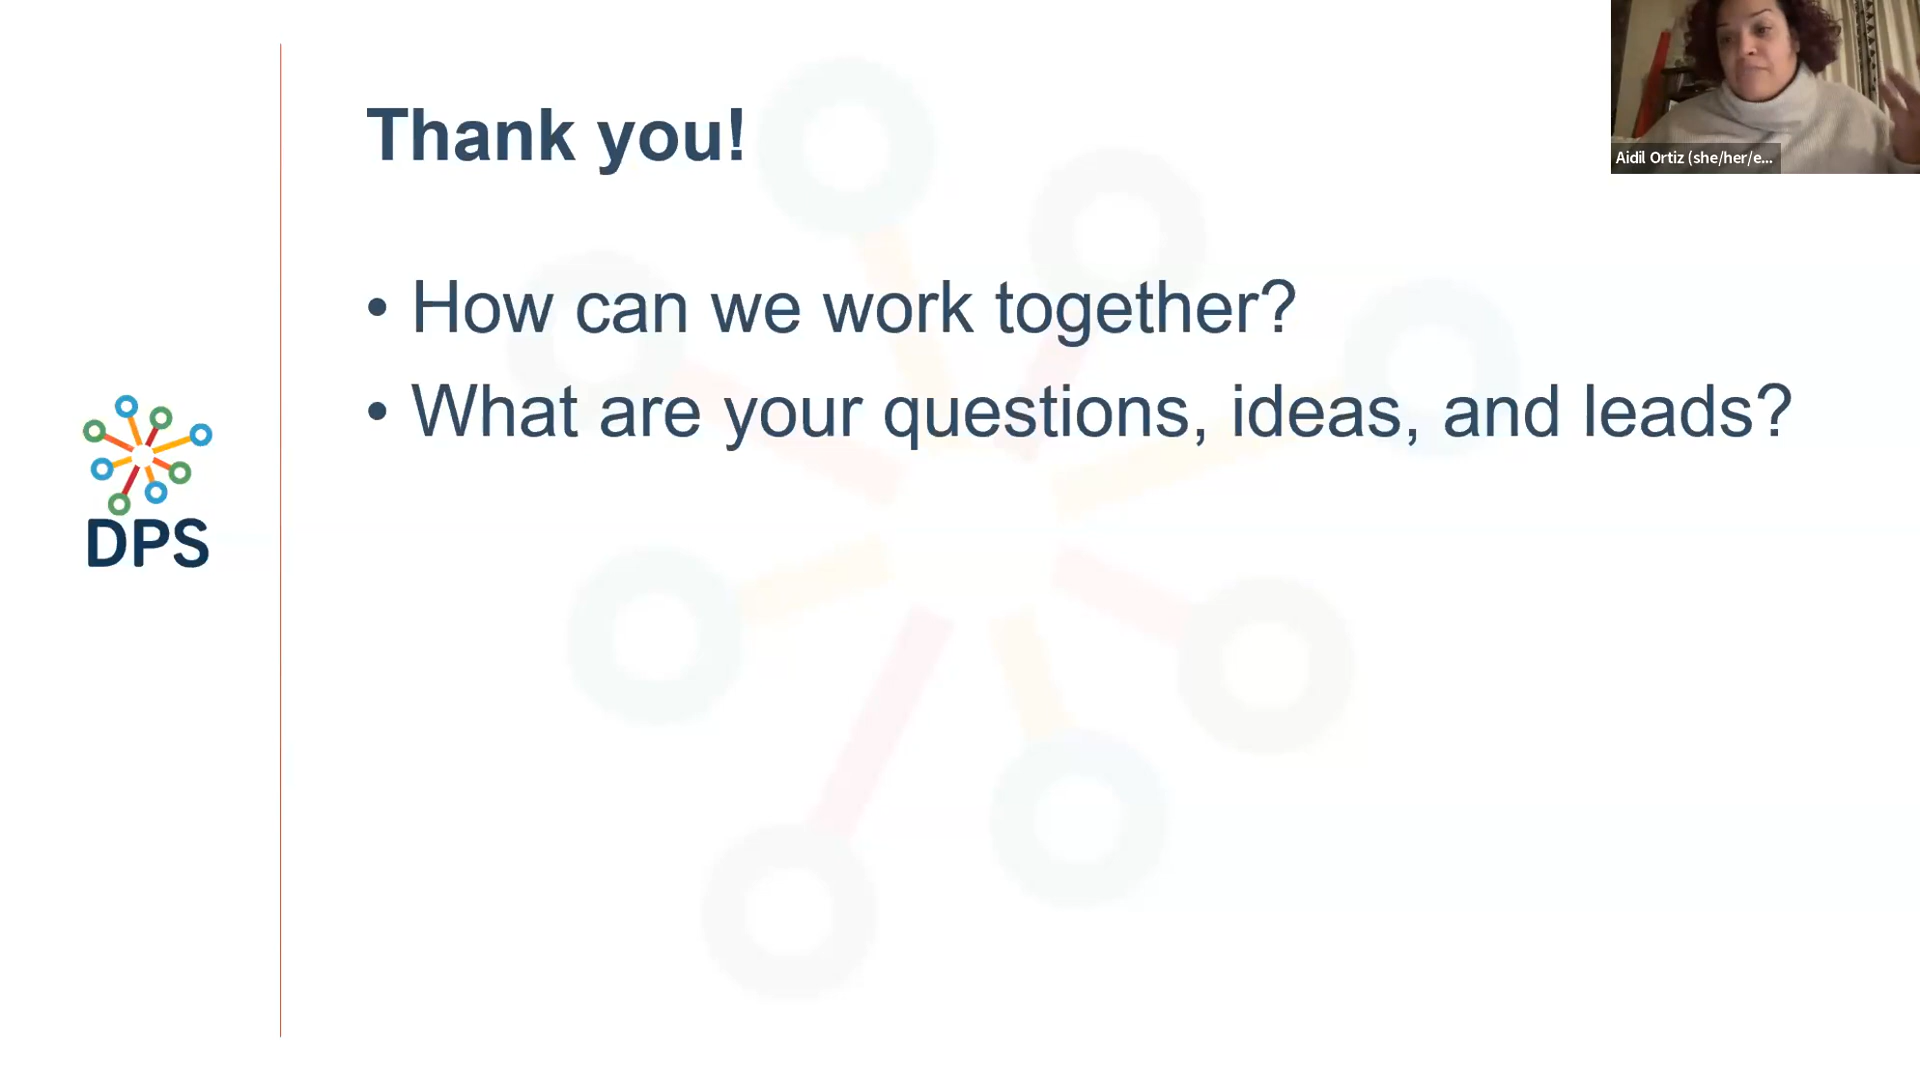 Thank you!
• How can we work together?
• What are your questions, ideas, and leads?
DPS
Aidil Ortiz (she/her/e...